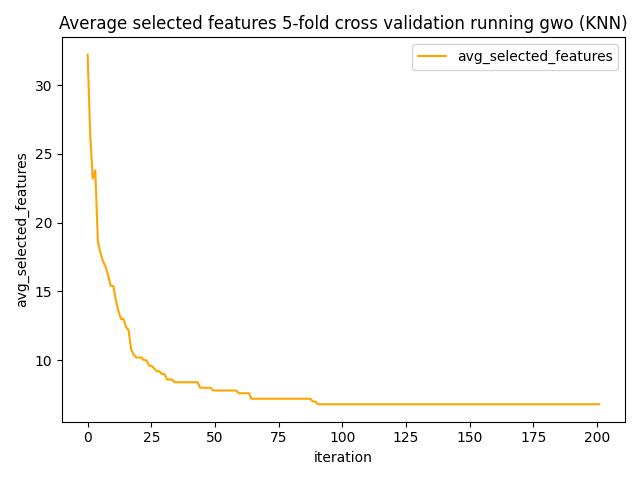 Average selected features 5-fold cross validation running gwo (KNN)
avg_selected_features
avg_selected_features
30
25
20
15
10
0 25 50 75 100 125 150 175 200
iteration